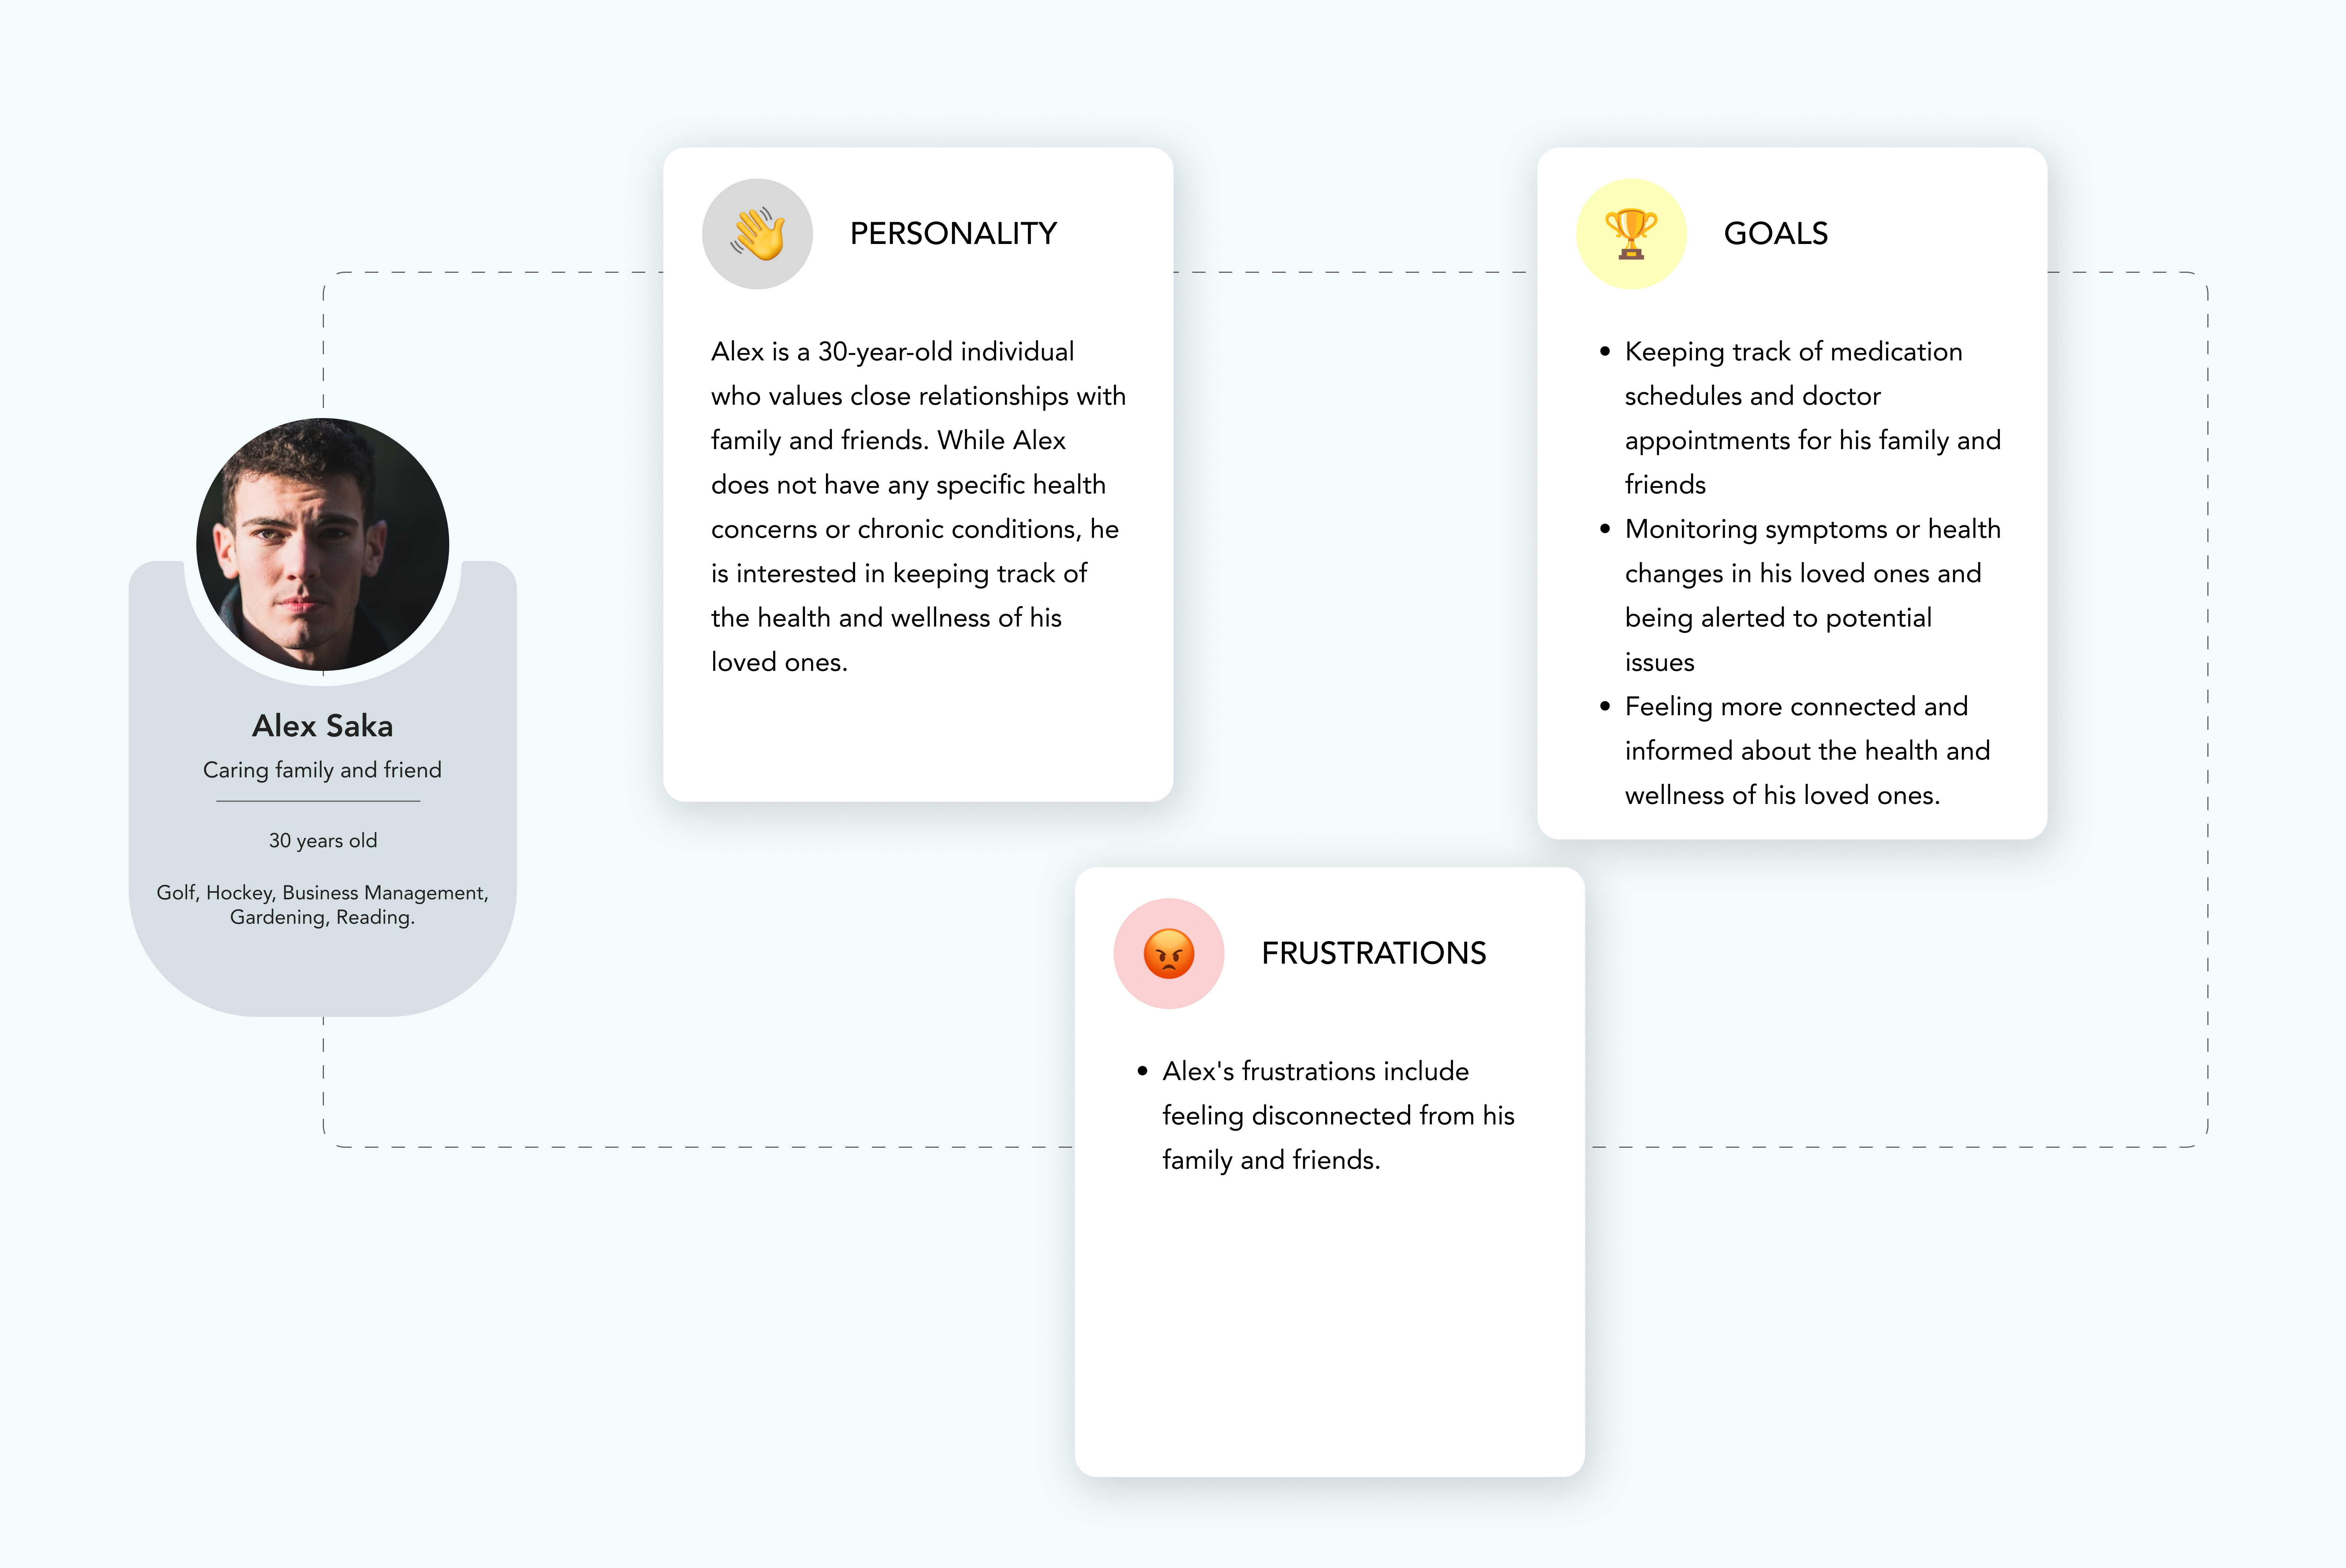 Alex Saka
Caring family and friend
30 years old
Golf, Hockey, Business Management,
Gardening, Reading.
PERSONALITY
Alex is a 30-year-old individual
who values close relationships with
family and friends. While Alex
does not have any specific health
concerns or chronic conditions, he
is interested in keeping track of
the health and wellness of his
loved ones.
GOALS
• Keeping track of medication
schedules and doctor
appointments for his family and
friends
• Monitoring symptoms or health
changes in his loved ones and
being alerted to potential
issues
• Feeling more connected and
informed about the health and
wellness of his loved ones.
FRUSTRATIONS
• Alex's frustrations include
feeling disconnected from his
family and friends.